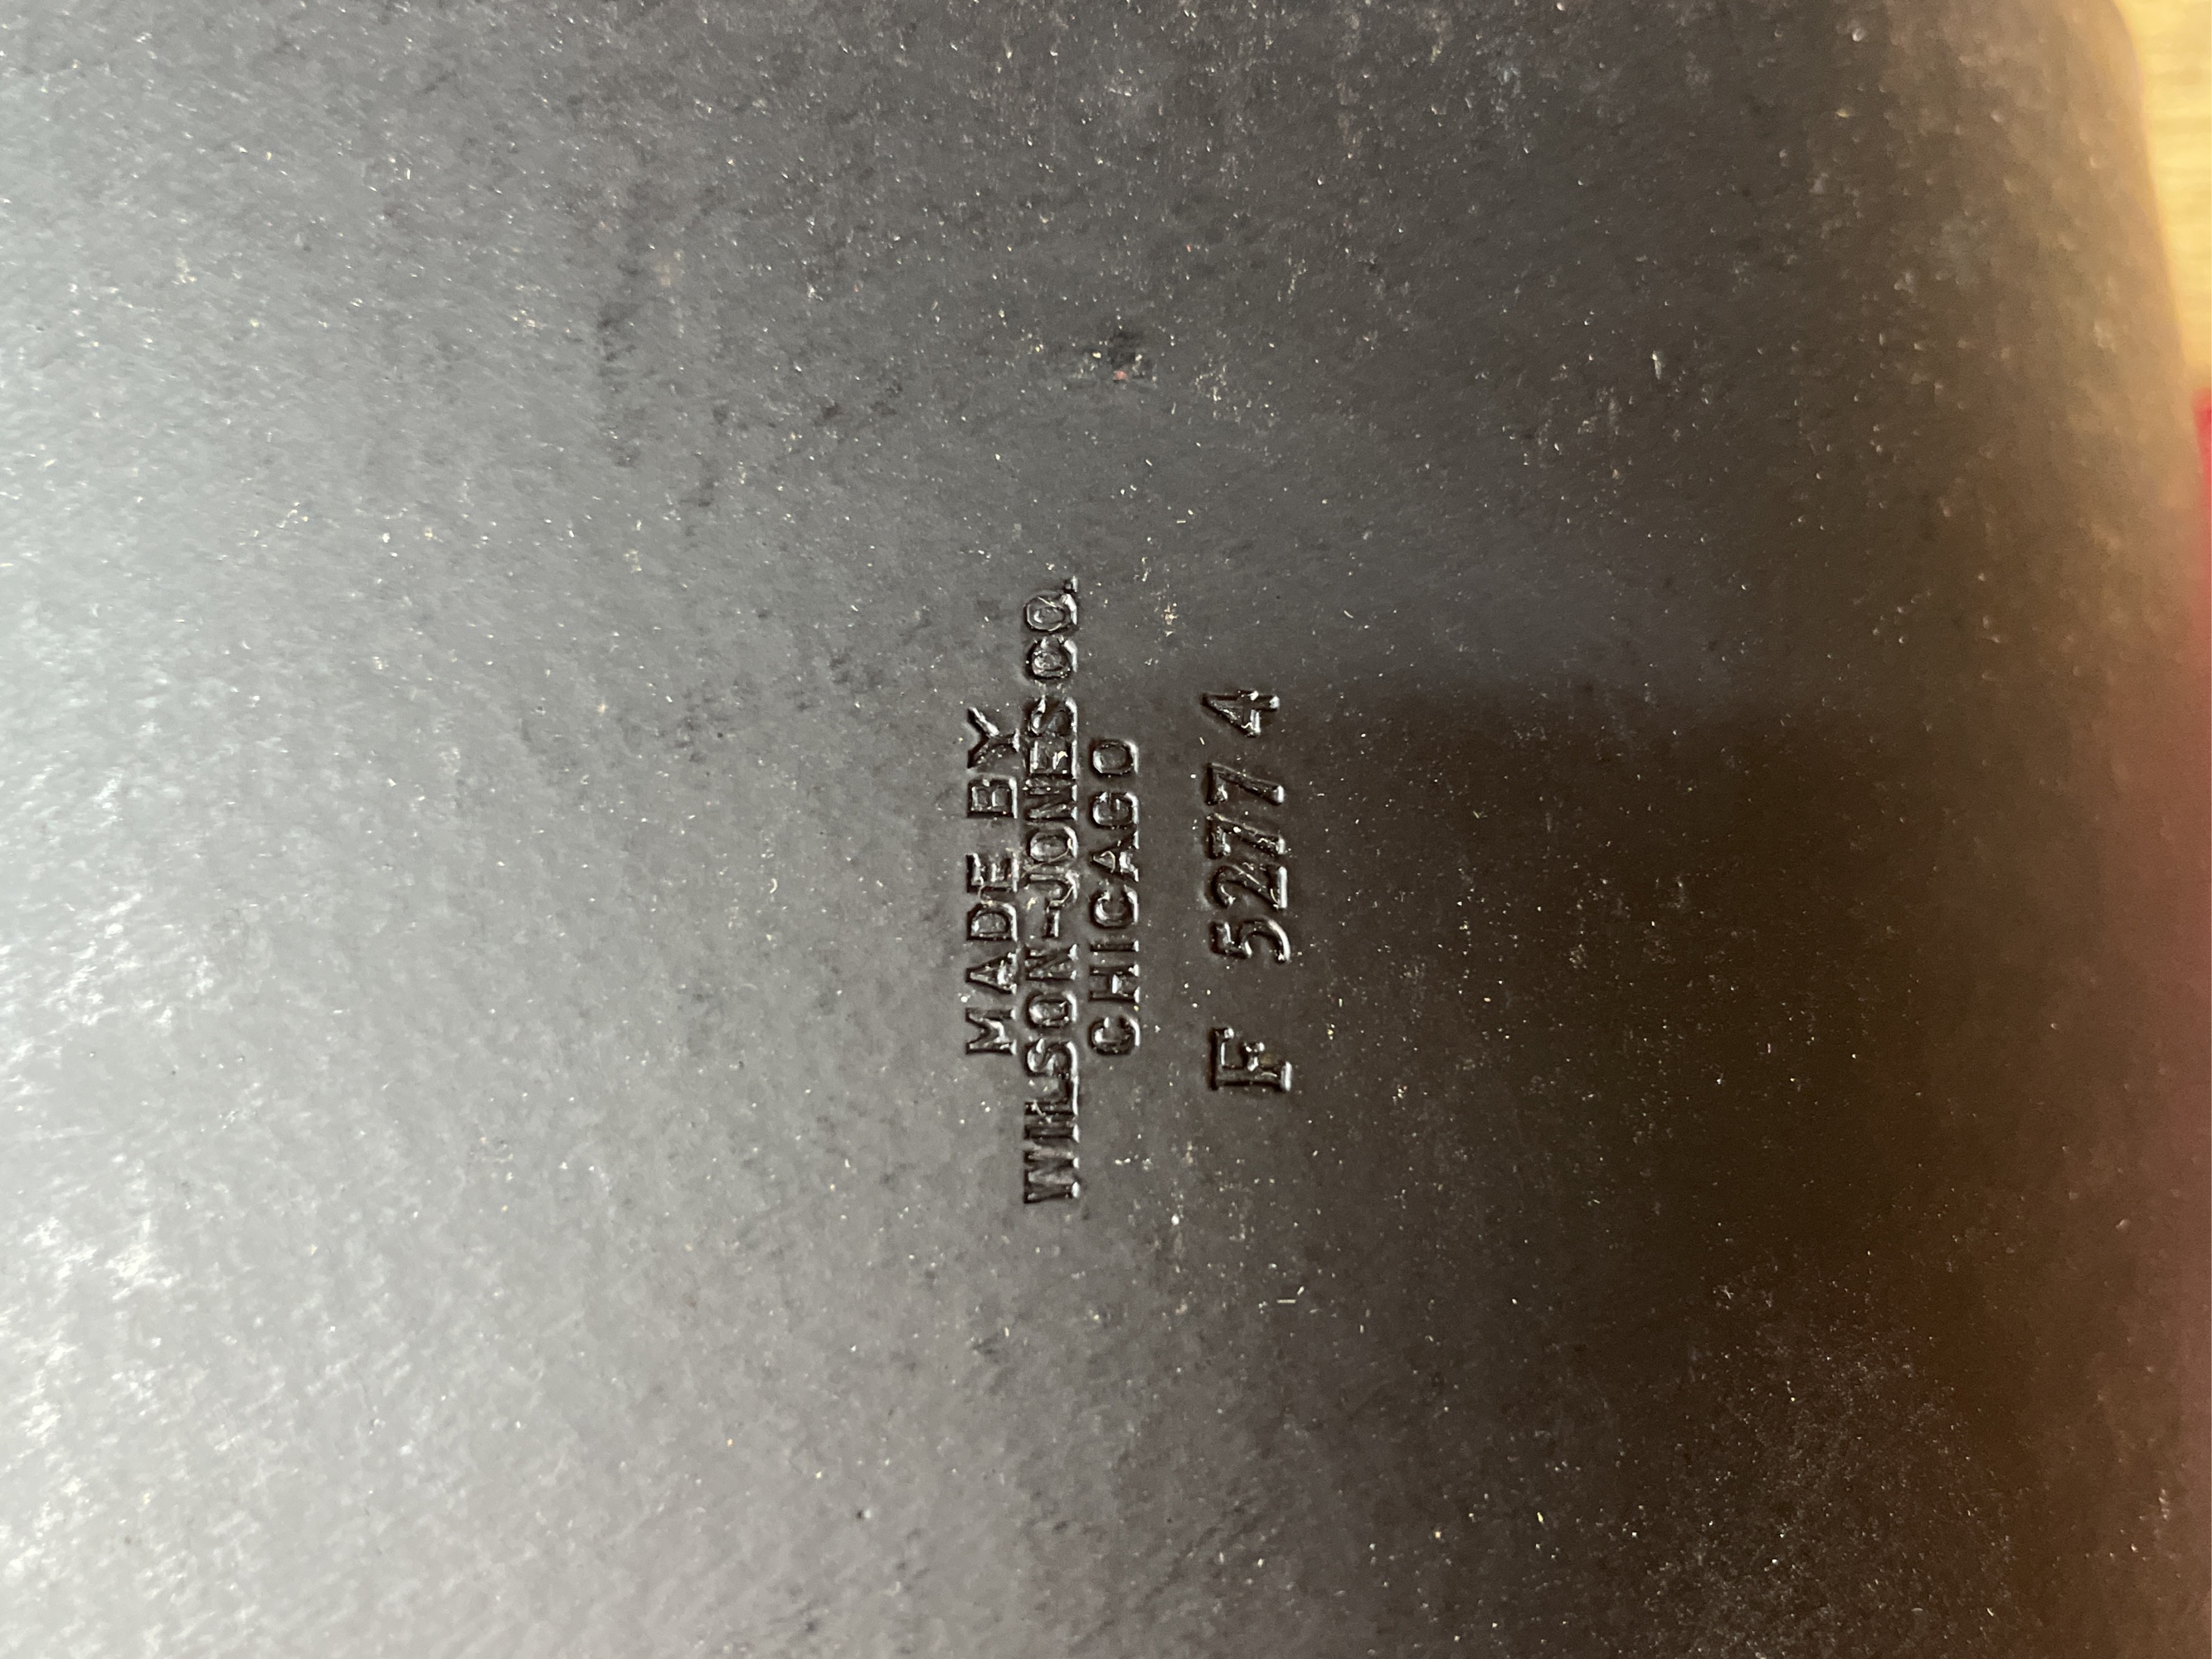 MADE BY
WILSON-JONES CO.
CHICAGO
F 5277 4